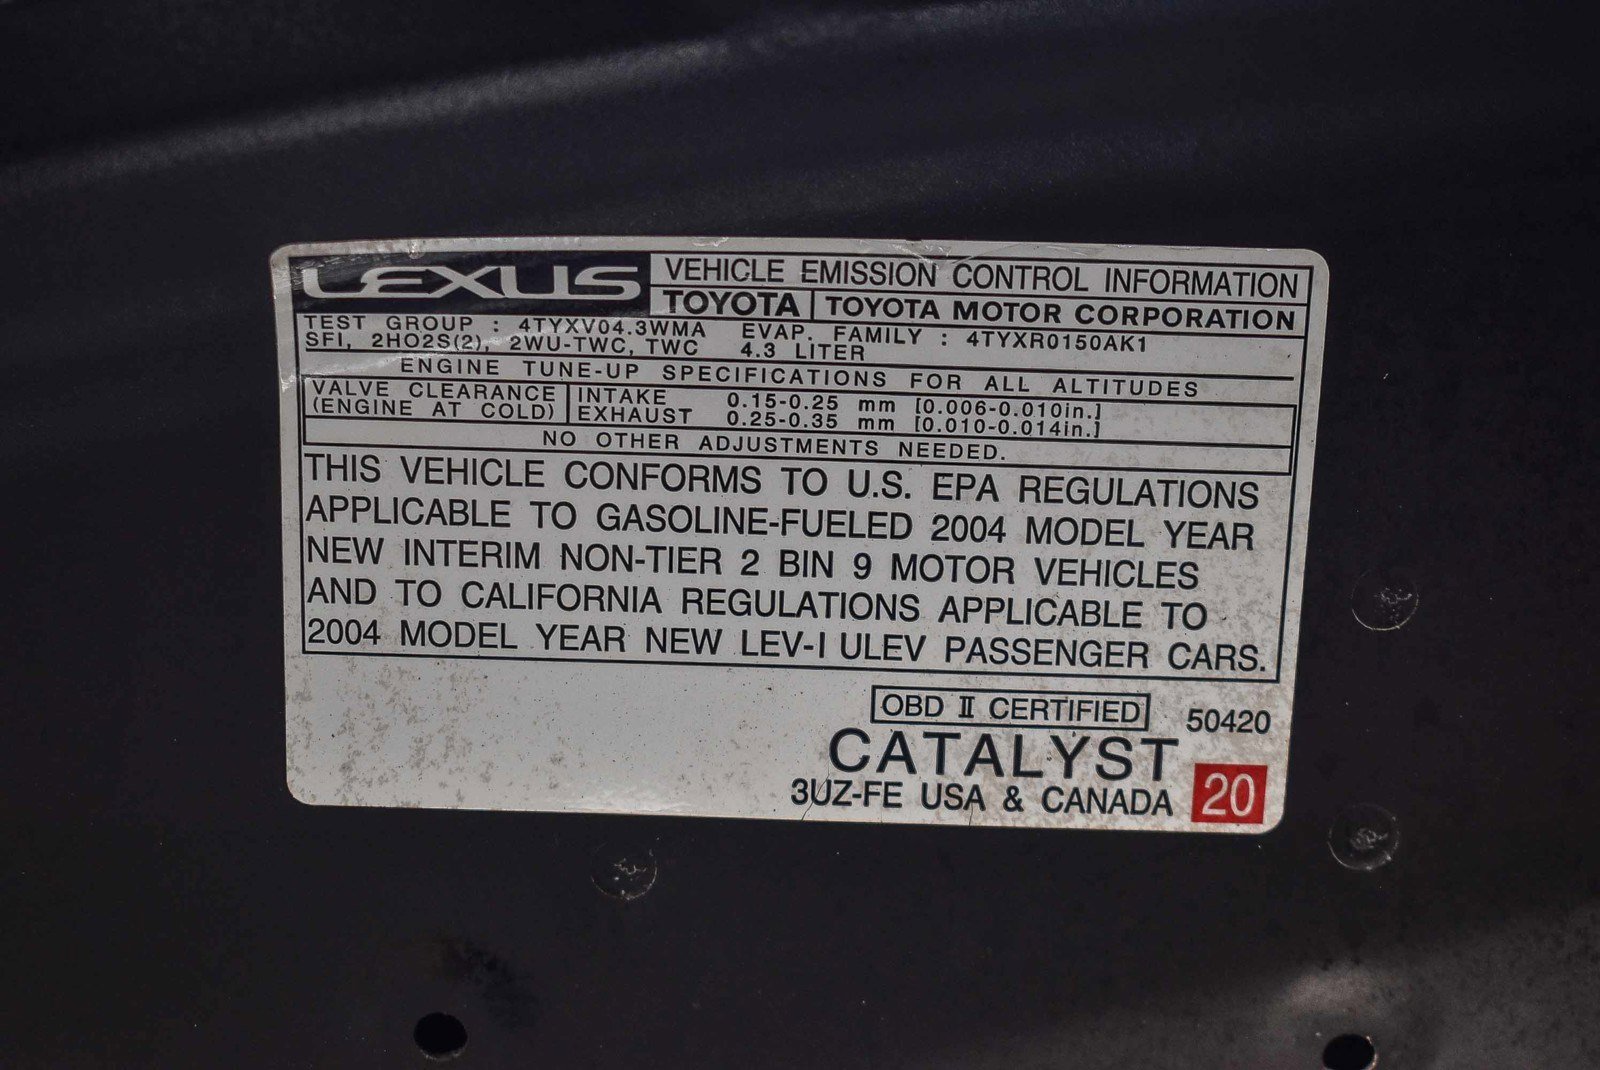 LEXUS VEHICLE EMISSION CONTROL INFORMATION
TOYOTA TOYOTA MOTOR CORPORATION
TEST GROUP : 4TYXV04.3WMA EVAP. FAMILY : 4TYXR0150AK1
SFI, 2HO2S(2), 2WU-TWC, TWC 4.3 LITER
ENGINE TUNE-UP SPECIFICATIONS FOR ALL ALTITUDES
VALVE CLEARANCE INTAKE 0.15-0.25 mm [0.006-0.010in.]
(ENGINE AT COLD) EXHAUST 0.25-0.35 mm [0.010-0.014in.]
NO OTHER ADJUSTMENTS NEEDED.
THIS VEHICLE CONFORMS TO U.S. EPA REGULATIONS
APPLICABLE TO GASOLINE-FUELED 2004 MODEL YEAR
NEW INTERIM NON-TIER 2 BIN 9 MOTOR VEHICLES
AND TO CALIFORNIA REGULATIONS APPLICABLE TO
2004 MODEL YEAR NEW LEV-I ULEV PASSENGER CARS.
OBD II CERTIFIED 50420
CATALYST
3UZ-FE USA & CANADA 20